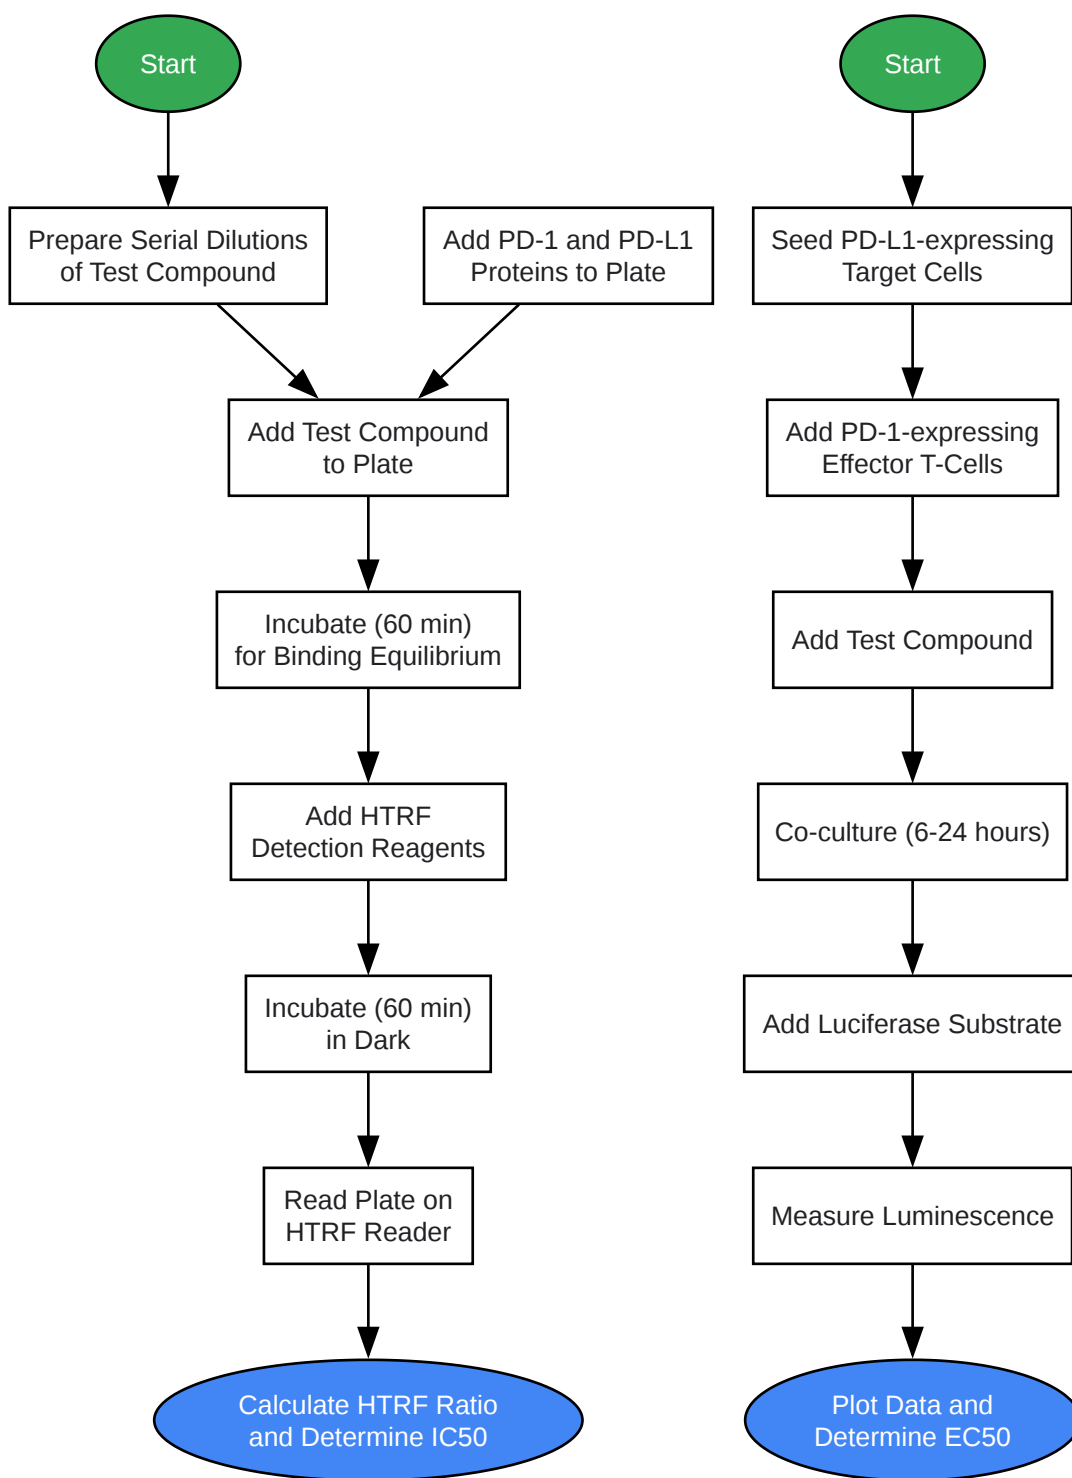 Start
Prepare Serial Dilutions
of Test Compound
Add PD-1 and PD-L1
Proteins to Plate
Add Test Compound
to Plate
Incubate (60 min)
for Binding Equilibrium
Add HTRF
Detection Reagents
Incubate (60 min)
in Dark
Read Plate on
HTRF Reader
Calculate HTRF Ratio
and Determine IC50
Start
Seed PD-L1-expressing
Target Cells
Add PD-1-expressing
Effector T-Cells
Add Test Compound
Co-culture (6-24 hours)
Add Luciferase Substrate
Measure Luminescence
Plot Data and
Determine EC50